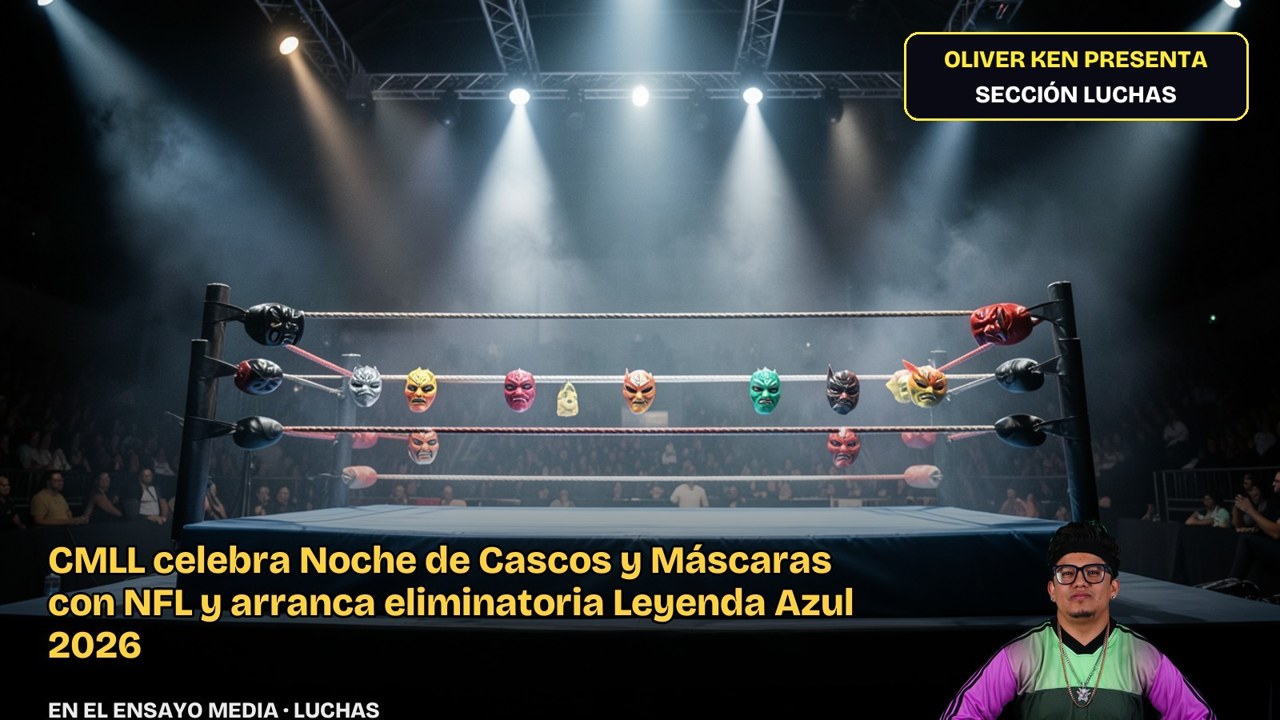 OLIVER KEN PRESENTA
SECCIÓN LUCHAS
CMLL celebra Noche de Cascos y Máscaras
con NFL y arranca eliminatoria Leyenda Azul
2026
EN EL ENSAYO MEDIA · LUCHAS